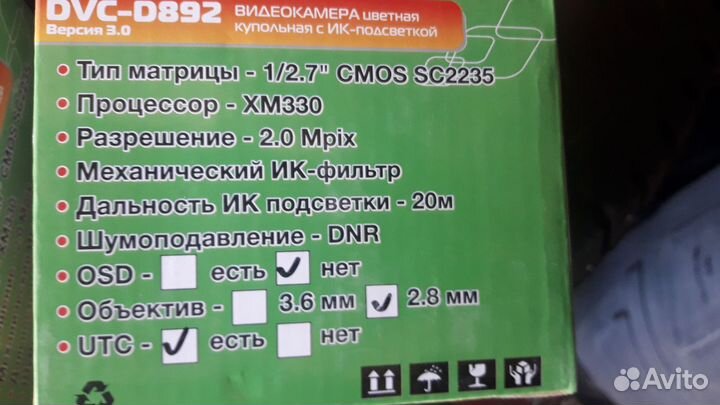 DVC-D892 ВИДЕОКАМЕРА цветная
Версия 3.0 купольная с ИК-подсветкой
• Тип матрицы - 1/2.7" CMOS SC2235
• Процессор - XM330
• Разрешение - 2.0 Mpix
• Механический ИК-фильтр
• Дальность ИК подсветки - 20м
• Шумоподавление - DNR
• OSD - есть нет
• Объектив - 3.6 мм 2.8 мм
• UTC - есть нет
Avito